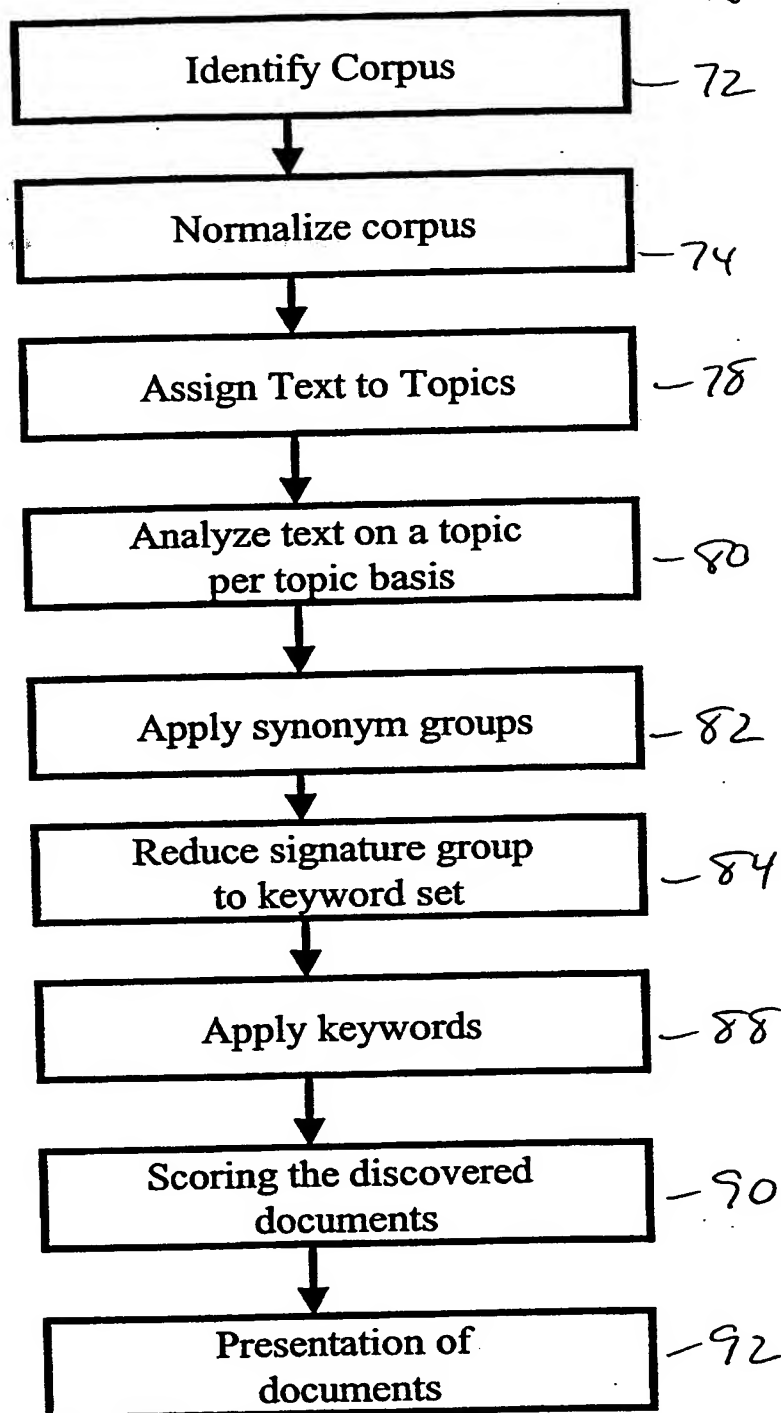 Identify Corpus
72
Normalize corpus
74
Assign Text to Topics
78
Analyze text on a topic
per topic basis
80
Apply synonym groups
82
Reduce signature group
to keyword set
84
Apply keywords
88
Scoring the discovered
documents
90
Presentation of
documents
92